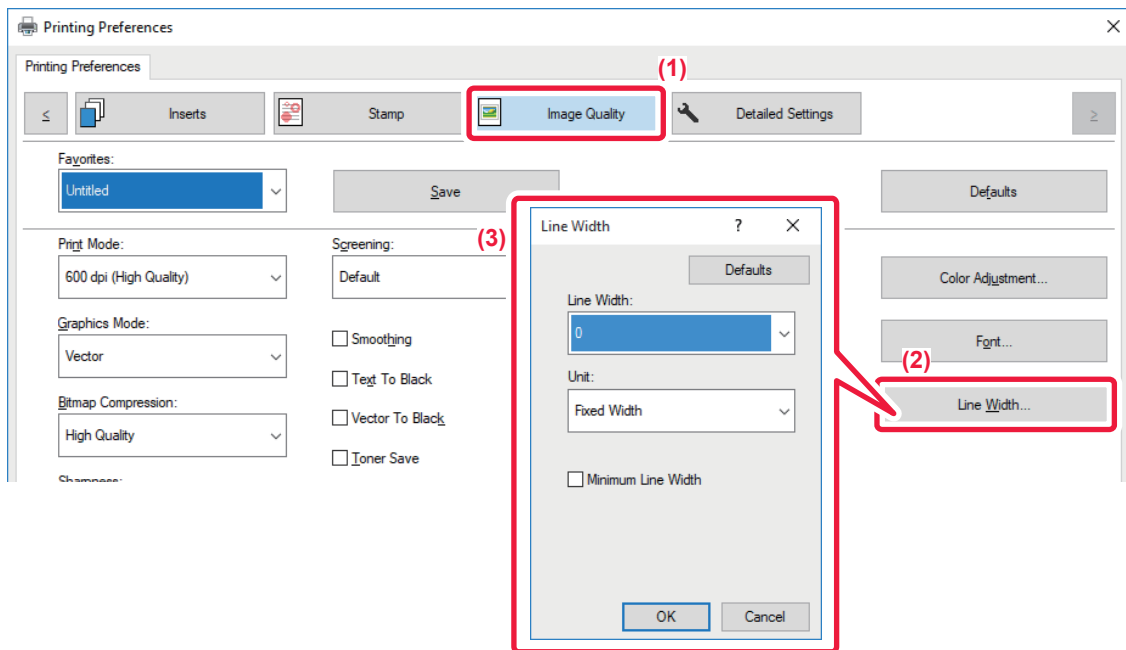 Printing Preferences
Printing Preferences
(1)
<
Inserts
Stamp
Image Quality
Detailed Settings
>
Favorites:
Untitled
Save
Defaults
Print Mode:
600 dpi (High Quality)
Screening:
Default
Color Adjustment...
Graphics Mode:
Vector
Smoothing
Font...
Text To Black
(2)
Line Width...
Bitmap Compression:
High Quality
Vector To Black
Toner Save
Sharpness:
(3)
Line Width
?
Defaults
Line Width:
0
Unit:
Fixed Width
Minimum Line Width
OK
Cancel